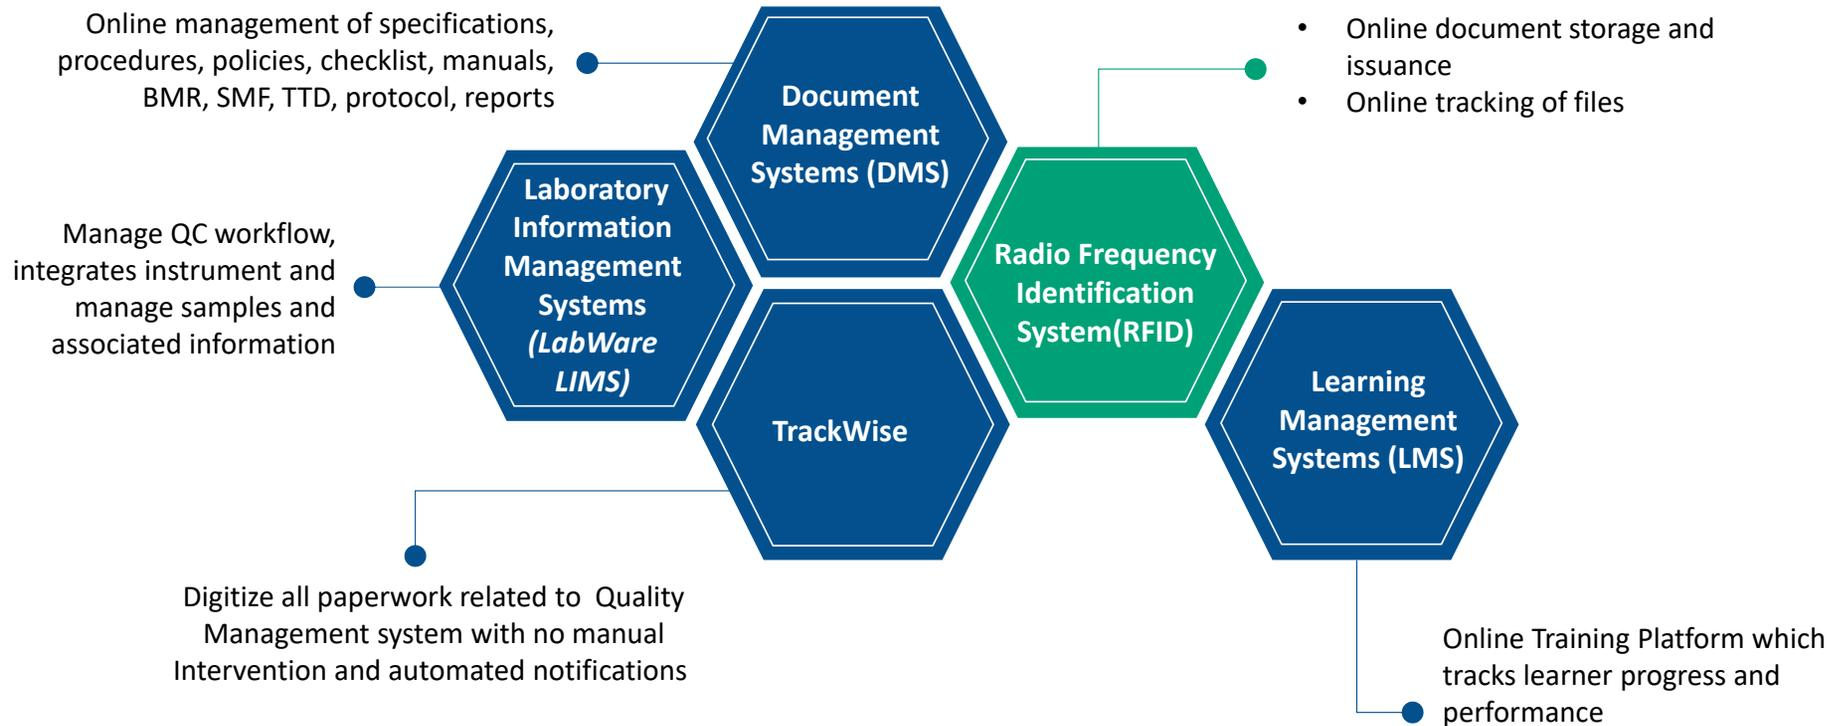 Online management of specifications,
procedures, policies, checklist, manuals,
BMR, SMF, TTD, protocol, reports
Document
Management
Systems (DMS)
• Online document storage and
issuance
• Online tracking of files
Laboratory
Information
Management
Systems
(LabWare
LIMS)
Manage QC workflow,
integrates instrument and
manage samples and
associated information
Radio Frequency
Identification
System(RFID)
TrackWise
Learning
Management
Systems (LMS)
Digitize all paperwork related to  Quality
Management system with no manual
Intervention and automated notifications
Online Training Platform which
tracks learner progress and
performance